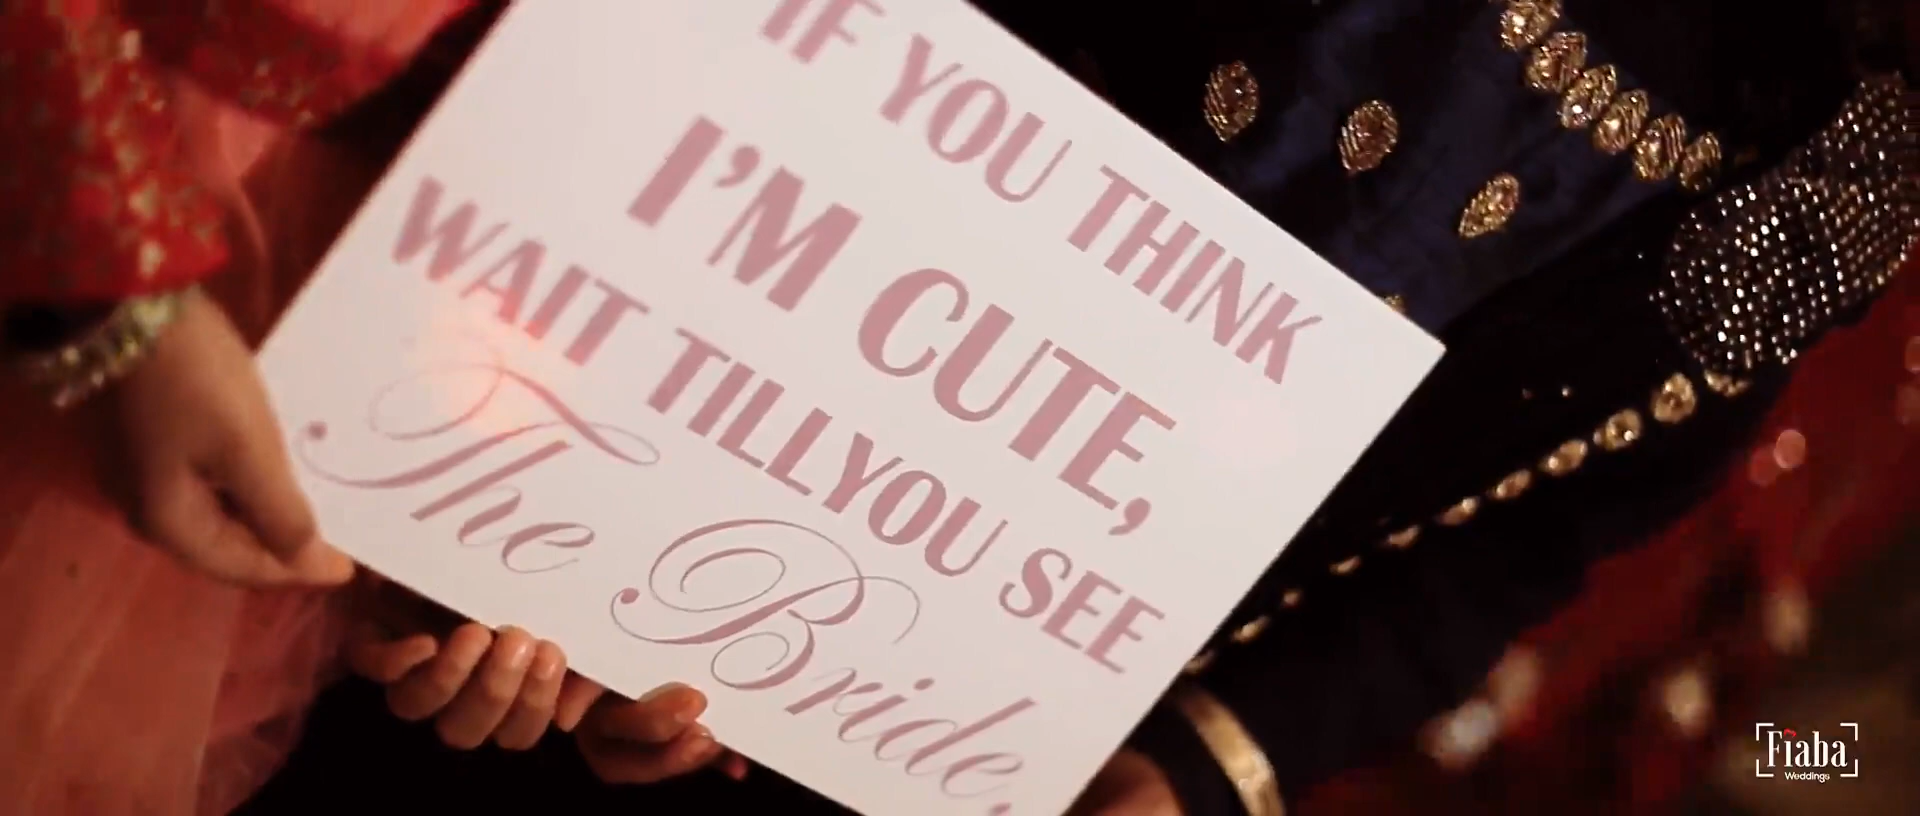 IF YOU THINK
I'M CUTE,
WAIT TILLYOU SEE
The Bride.
Fiaba
Weddings